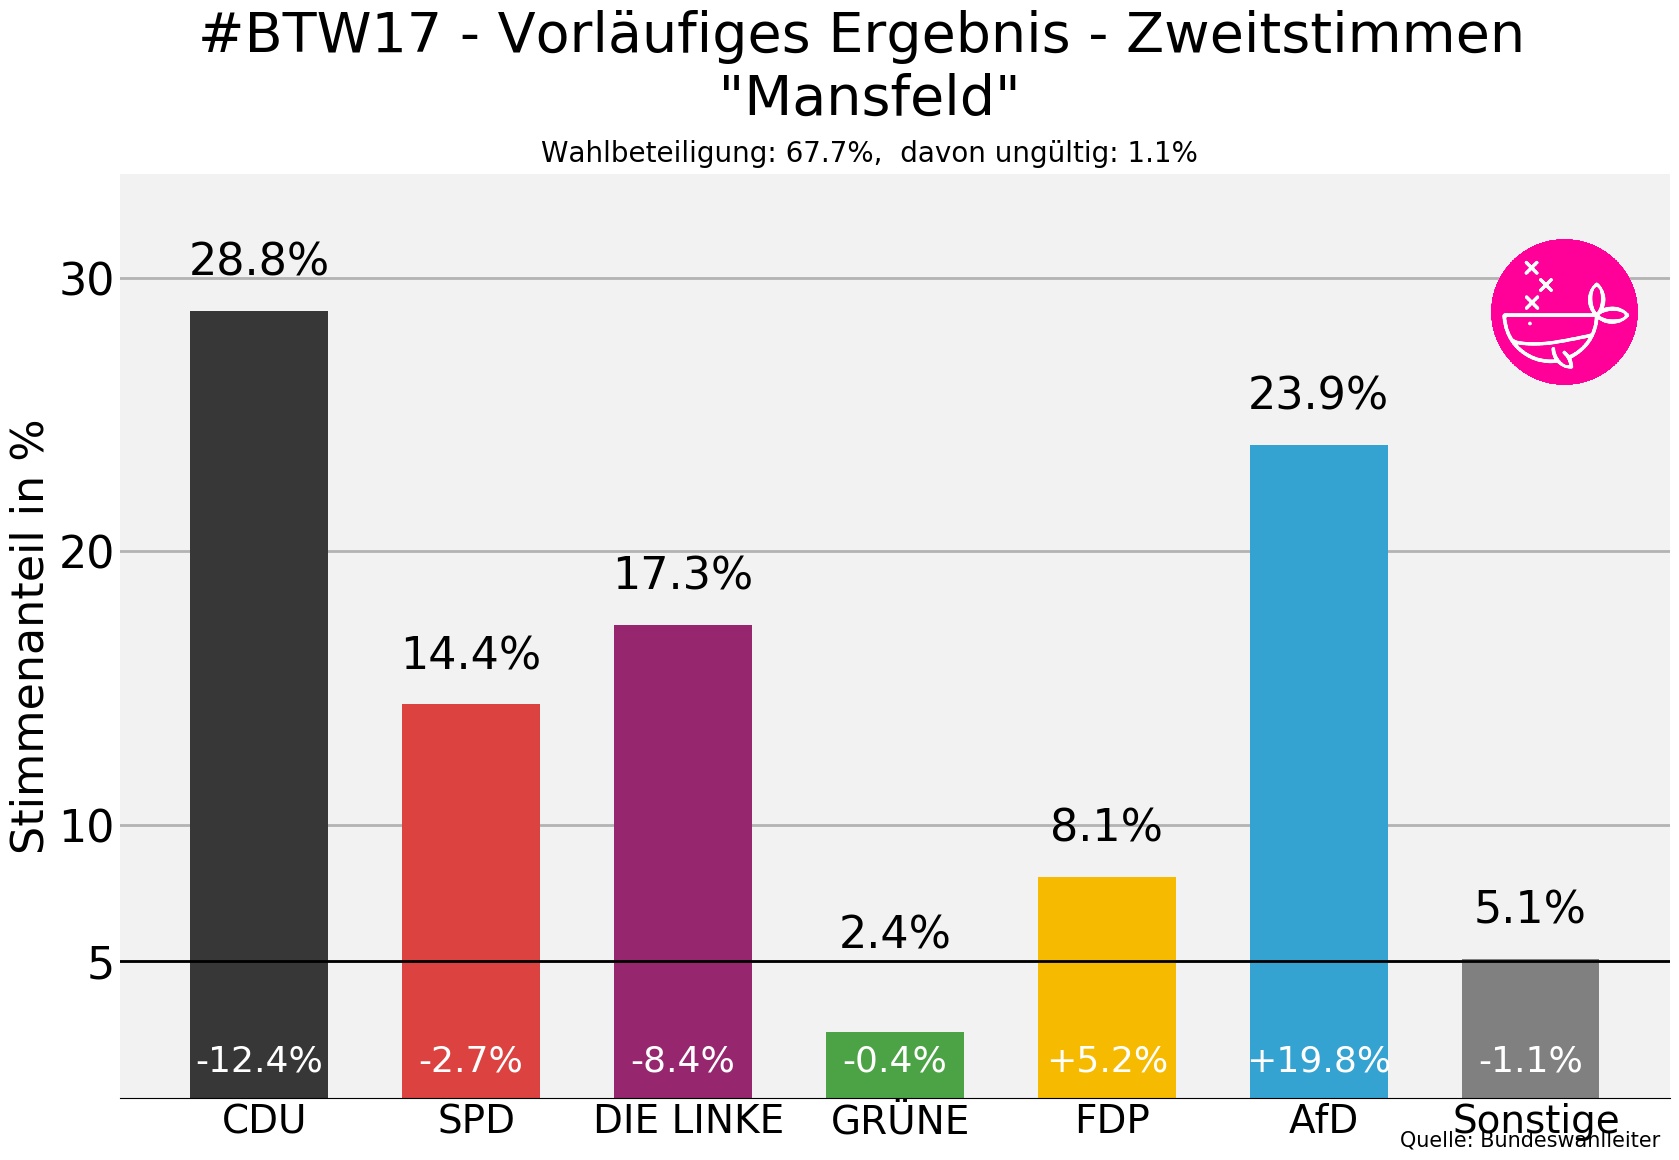 #BTW17 - Vorläufiges Ergebnis - Zweitstimmen
"Mansfeld"
Wahlbeteiligung: 67.7%,  davon ungültig: 1.1%
Stimmenanteil in %
30
20
10
5
28.8%
14.4%
17.3%
2.4%
8.1%
23.9%
5.1%
-12.4%
-2.7%
-8.4%
-0.4%
+5.2%
+19.8%
-1.1%
CDU
SPD
DIE LINKE
GRÜNE
FDP
AfD
Sonstige
Quelle: Bundeswahlleiter